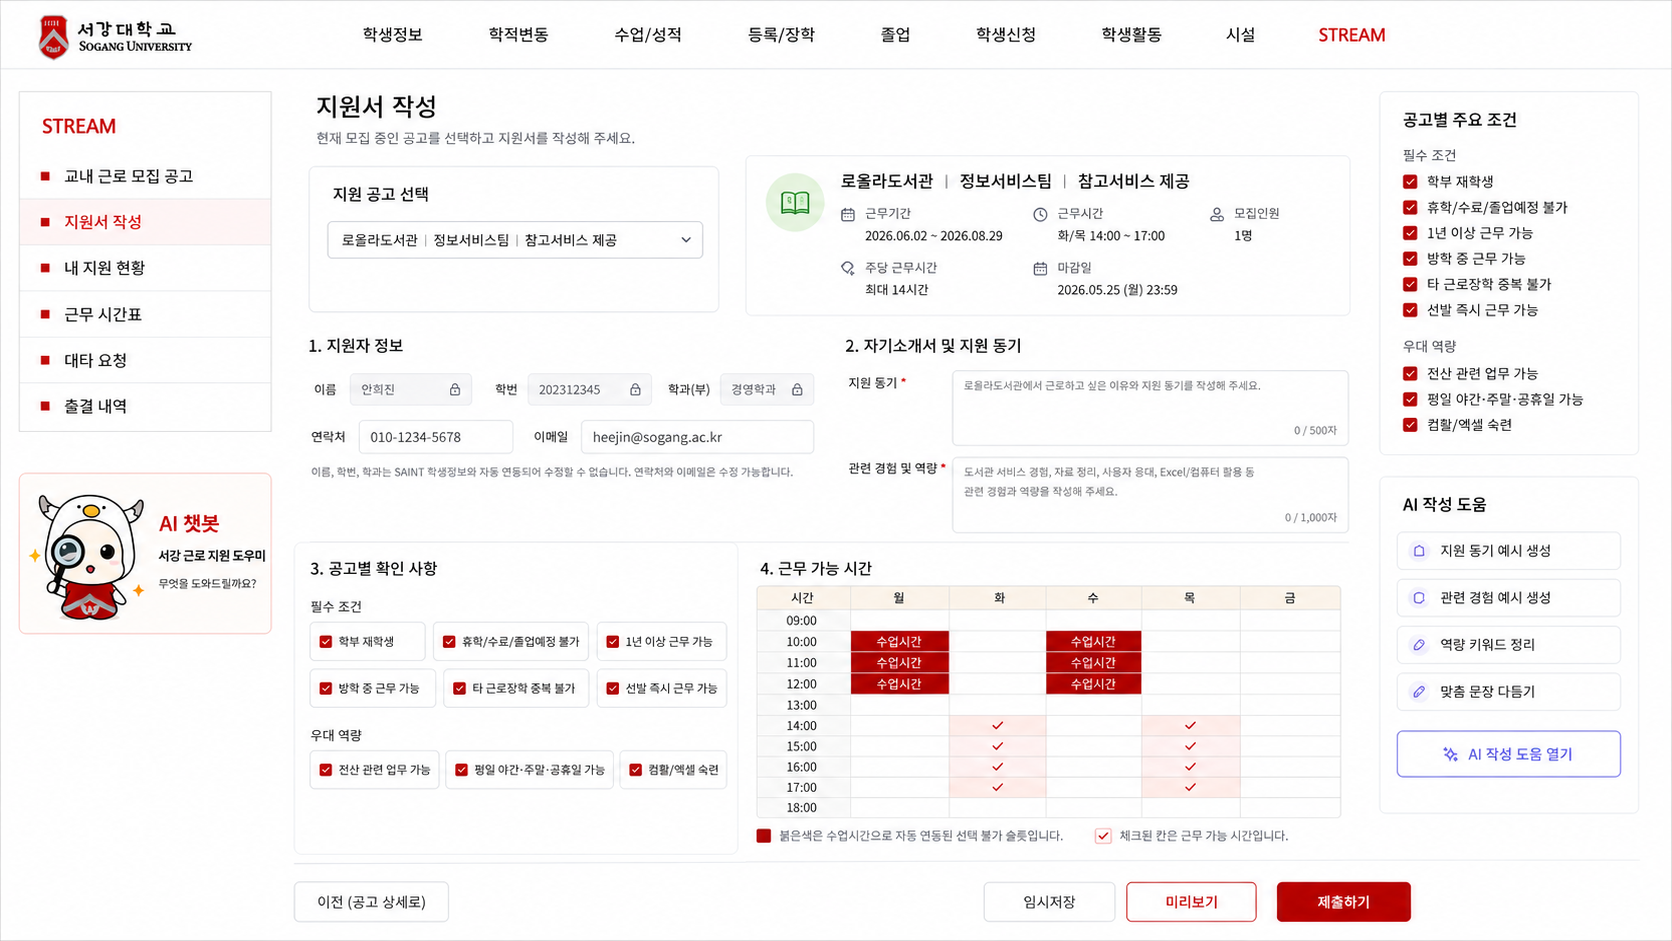 서강대학교
SOGANG UNIVERSITY
학생정보 학적변동 수업/성적 등록/장학 졸업 학생신청 학생활동 시설 STREAM
STREAM
교내 근로 모집 공고
지원서 작성
내 지원 현황
근무 시간표
대타 요청
출결 내역
AI 챗봇
서강 근로 지원 도우미
무엇을 도와드릴까요?
지원서 작성
현재 모집 중인 공고를 선택하고 지원서를 작성해 주세요.
지원 공고 선택
로욜라도서관 | 정보서비스팀 | 참고서비스 제공
로욜라도서관 | 정보서비스팀 | 참고서비스 제공
근무기간 근무시간 모집인원
2026.06.02 ~ 2026.08.29 화/목 14:00 ~ 17:00 1명
주당 근무시간 마감일
최대 14시간 2026.05.25 (월) 23:59
1. 지원자 정보
이름 안희진 학번 202312345 학과(부) 경영학과
연락처 010-1234-5678 이메일 heejin@sogang.ac.kr
이름, 학번, 학과는 SAINT 학생정보와 자동 연동되어 수정할 수 없습니다. 연락처와 이메일은 수정 가능합니다.
2. 자기소개서 및 지원 동기
지원 동기 *
로욜라도서관에서 근로하고 싶은 이유와 지원 동기를 작성해 주세요.
0 / 500자
관련 경험 및 역량 *
도서관 서비스 경험, 자료 정리, 사용자 응대, Excel/컴퓨터 활용 등
관련 경험과 역량을 작성해 주세요.
0 / 1,000자
3. 공고별 확인 사항
필수 조건
학부 재학생 휴학/수료/졸업예정 불가 1년 이상 근무 가능
방학 중 근무 가능 타 근로장학 중복 불가 선발 즉시 근무 가능
우대 역량
전산 관련 업무 가능 평일 야간·주말·공휴일 가능 컴활/엑셀 숙련
4. 근무 가능 시간
시간 월 화 수 목 금
09:00
10:00 수업시간 수업시간
11:00 수업시간 수업시간
12:00 수업시간 수업시간
13:00
14:00
15:00
16:00
17:00
18:00
붉은색은 수업시간으로 자동 연동된 선택 불가 슬롯입니다. 체크된 칸은 근무 가능 시간입니다.
이전 (공고 상세로) 임시저장 미리보기 제출하기
공고별 주요 조건
필수 조건
학부 재학생
휴학/수료/졸업예정 불가
1년 이상 근무 가능
방학 중 근무 가능
타 근로장학 중복 불가
선발 즉시 근무 가능
우대 역량
전산 관련 업무 가능
평일 야간·주말·공휴일 가능
컴활/엑셀 숙련
AI 작성 도움
지원 동기 예시 생성
관련 경험 예시 생성
역량 키워드 정리
맞춤 문장 다듬기
AI 작성 도움 열기